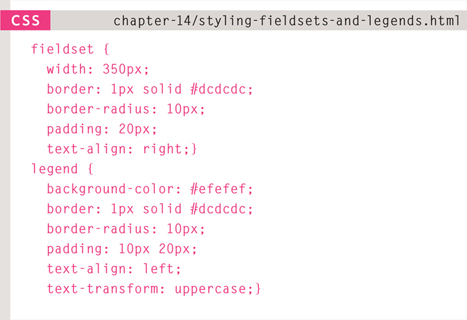 CSS chapter-14/styling-fieldsets-and-legends.html
fieldset {
width: 350px;
border: 1px solid #dcdcdc;
border-radius: 10px;
padding: 20px;
text-align: right;}
legend {
background-color: #efefef;
border: 1px solid #dcdcdc;
border-radius: 10px;
padding: 10px 20px;
text-align: left;
text-transform: uppercase;}